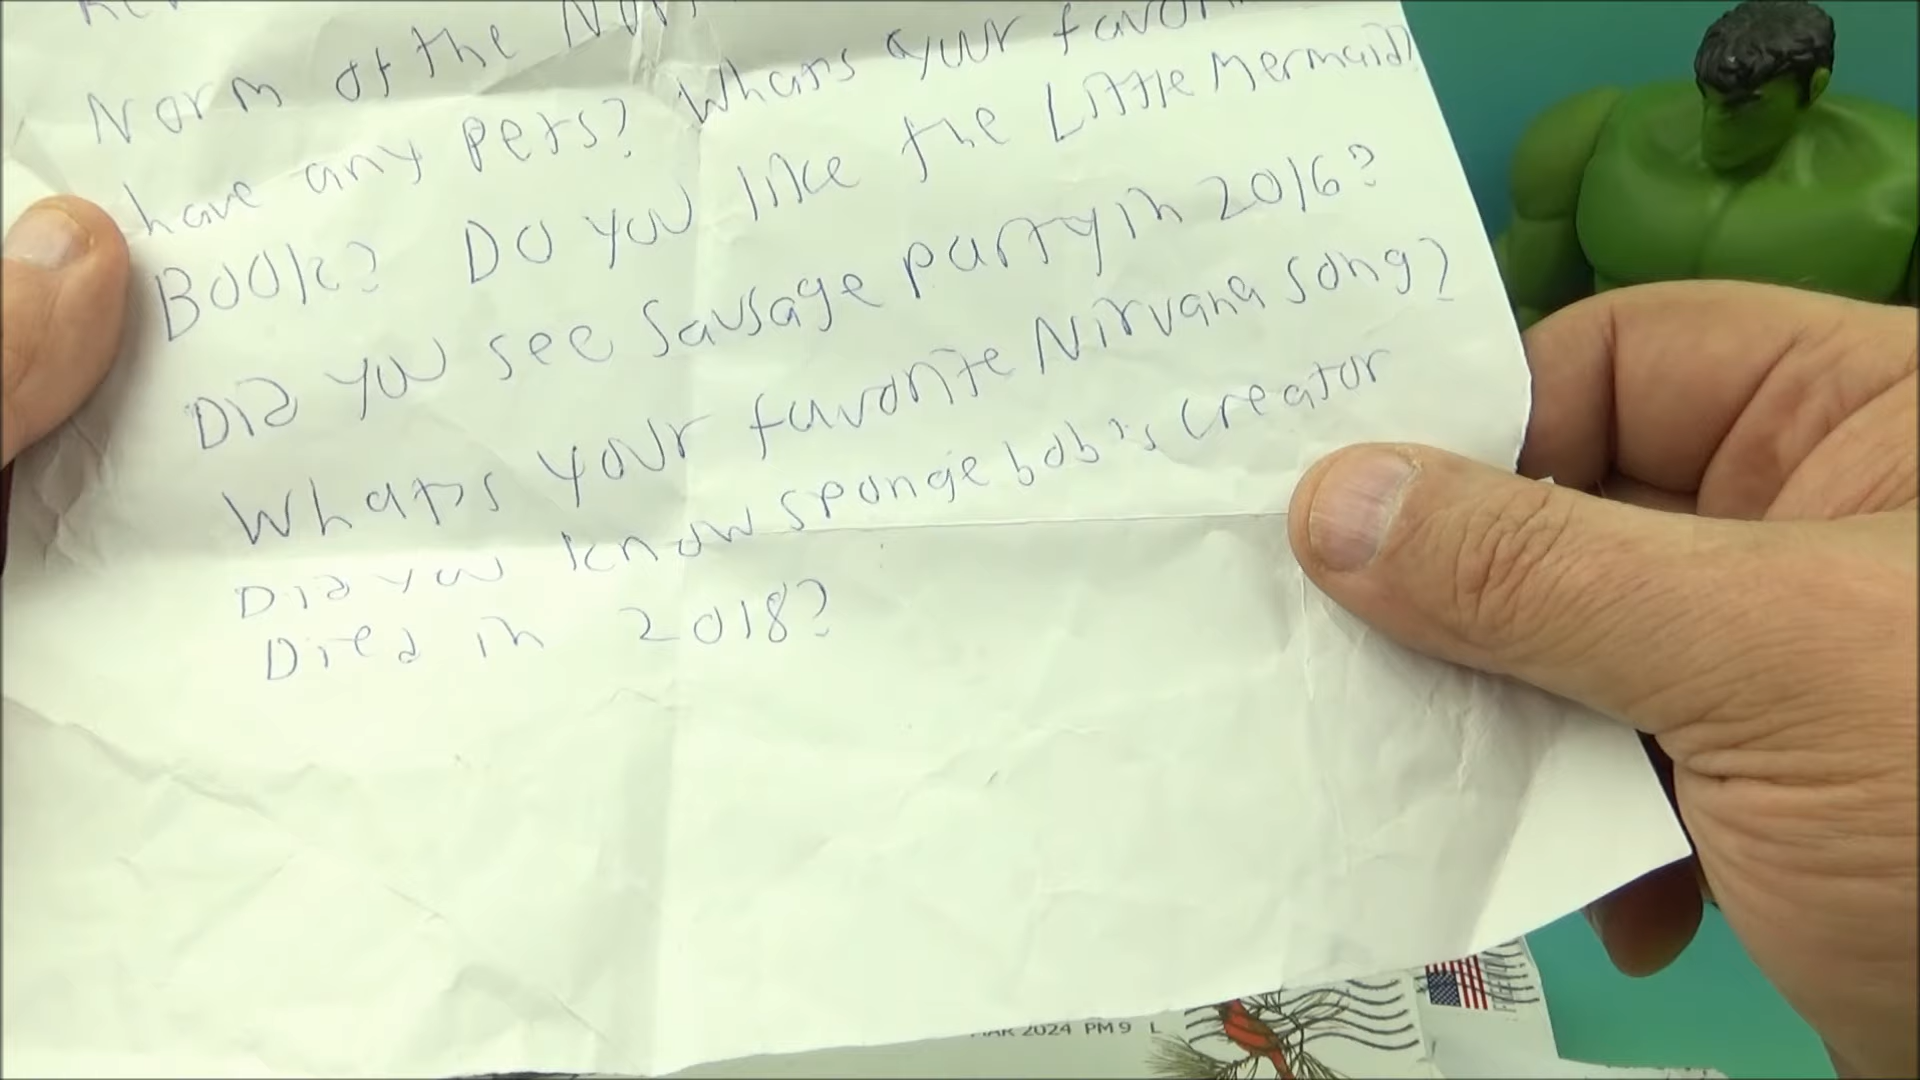 Norm of the Nor
have any pets? Whats your favori
Book? Do you like the Little Mermaid?
Did you see Sausage party in 2016?
Whats your favorite Nirvana song?
Did you know spongebob's creator
Died in 2018?
MAR 2024 PM 9 L